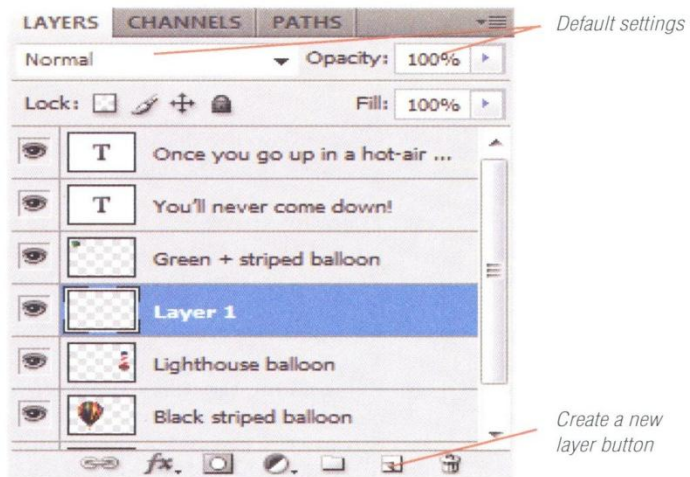 LAYERS CHANNELS PATHS
Default settings
Normal Opacity: 100%
Lock: Fill: 100%
T Once you go up in a hot-air ...
T You'll never come down!
Green + striped balloon
Layer 1
Lighthouse balloon
Black striped balloon
Create a new
layer button
fx.